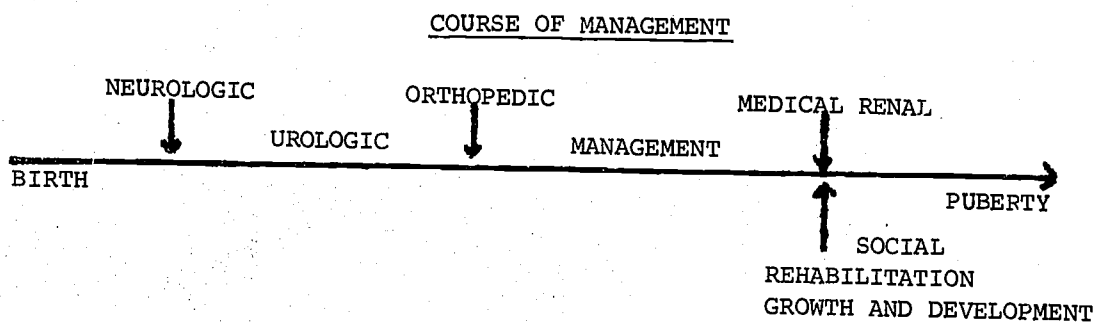 COURSE OF MANAGEMENT
NEUROLOGIC
ORTHOPEDIC
MEDICAL RENAL
UROLOGIC
MANAGEMENT
BIRTH
PUBERTY
SOCIAL
REHABILITATION
GROWTH AND DEVELOPMENT